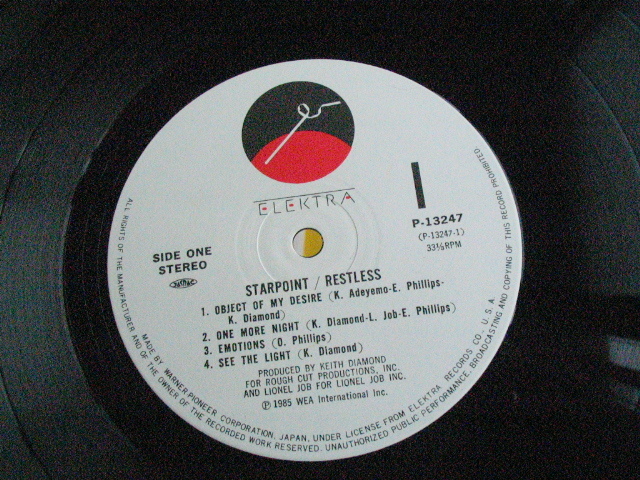 ELEKTRA
P-13247
(P-13247-1)
33⅓RPM
SIDE ONE
STEREO
STARPOINT / RESTLESS
1. OBJECT OF MY DESIRE (K. Adeyemo-E. Phillips-
K. Diamond)
2. ONE MORE NIGHT (K. Diamond-L. Job-E. Phillips)
3. EMOTIONS (O. Phillips)
4. SEE THE LIGHT (K. Diamond)
PRODUCED BY KEITH DIAMOND
FOR ROUGH CUT PRODUCTIONS, INC.
AND LIONEL JOB FOR LIONEL JOB INC.
Ⓟ 1985 WEA International Inc.
MADE BY WARNER-PIONEER CORPORATION, JAPAN, UNDER LICENSE FROM ELEKTRA RECORDS CO., U.S.A.
ALL RIGHTS OF THE MANUFACTURER AND OF THE OWNER OF THE RECORDED WORK RESERVED. UNAUTHORIZED PUBLIC PERFORMANCE, BROADCASTING AND COPYING OF THIS RECORD PROHIBITED